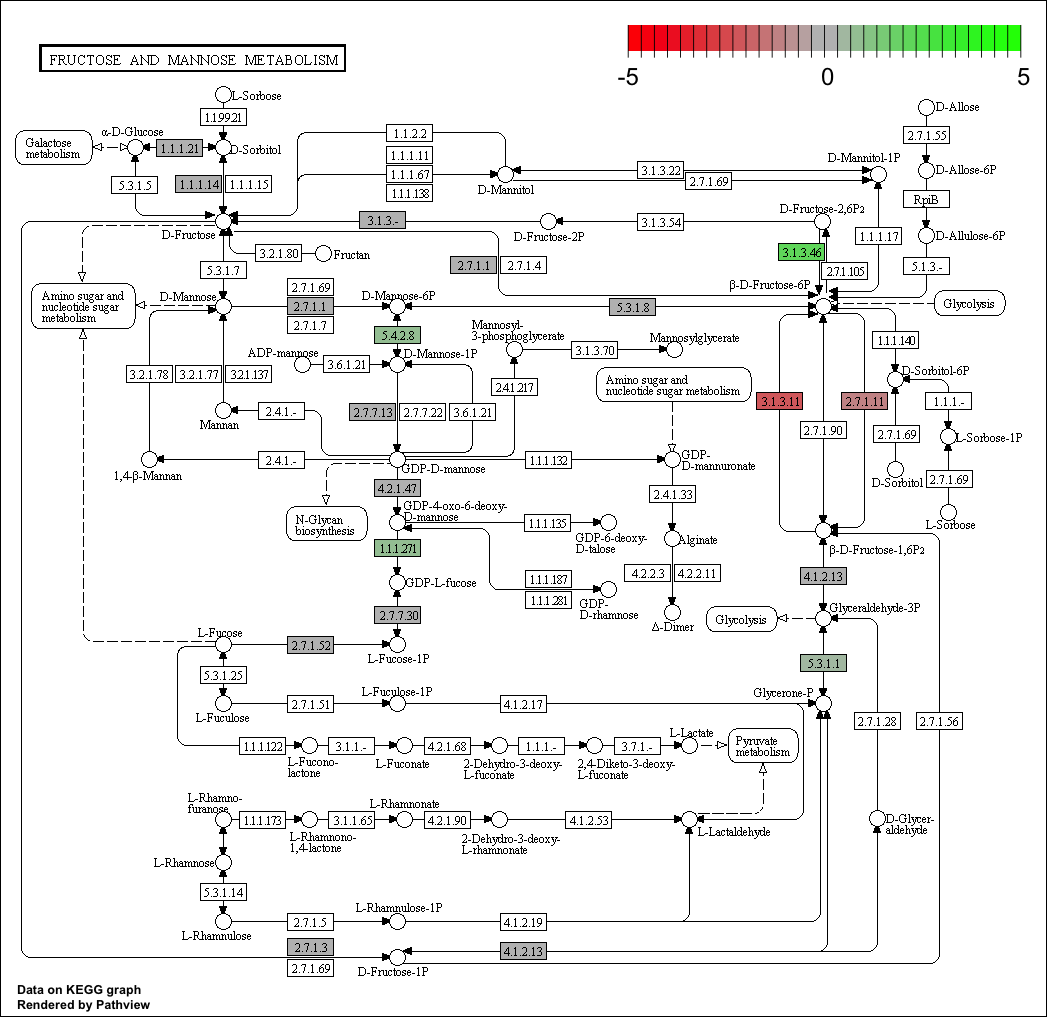 FRUCTOSE AND MANNOSE METABOLISM
-5
0
5
L-Sorbose
1.1.99.21
α-D-Glucose
Galactose
metabolism
1.1.1.21
D-Sorbitol
5.3.1.5
1.1.1.14
1.1.1.15
1.1.2.2
1.1.1.11
1.1.1.67
1.1.1.138
D-Mannitol
3.1.3.22
2.7.1.69
D-Mannitol-1P
D-Allose
2.7.1.55
D-Allose-6P
RpiB
D-Allulose-6P
5.1.3.-
D-Fructose
3.1.3.-
D-Fructose-2P
3.1.3.54
D-Fructose-2,6P2
1.1.1.17
3.2.1.80
Fructan
2.7.1.1
2.7.1.4
3.1.3.46
2.7.1.105
5.3.1.7
β-D-Fructose-6P
Glycolysis
Amino sugar and
nucleotide sugar
metabolism
D-Mannose
2.7.1.69
2.7.1.1
2.7.1.7
D-Mannose-6P
5.3.1.8
5.4.2.8
Mannosyl-
3-phosphoglycerate
3.1.3.70
Mannosylglycerate
1.1.1.140
ADP-mannose
3.6.1.21
D-Mannose-1P
3.2.1.78
3.2.1.77
3.2.1.137
2.4.1.217
Amino sugar and
nucleotide sugar metabolism
D-Sorbitol-6P
3.1.3.11
2.7.1.11
1.1.1.-
2.4.1.-
Mannan
2.7.7.13
2.7.7.22
3.6.1.21
2.7.1.90
2.7.1.69
L-Sorbose-1P
1,4-β-Mannan
2.4.1.-
GDP-D-mannose
1.1.1.132
GDP-
D-mannuronate
D-Sorbitol
2.7.1.69
4.2.1.47
N-Glycan
biosynthesis
2.4.1.33
L-Sorbose
GDP-4-oxo-6-deoxy-
D-mannose
1.1.1.135
GDP-6-deoxy-
D-talose
Alginate
1.1.1.271
β-D-Fructose-1,6P2
GDP-L-fucose
1.1.1.187
1.1.1.281
GDP-
D-rhamnose
4.2.2.3
4.2.2.11
4.1.2.13
2.7.7.30
Δ-Dimer
Glycolysis
Glyceraldehyde-3P
L-Fucose
2.7.1.52
L-Fucose-1P
5.3.1.25
5.3.1.1
L-Fuculose
2.7.1.51
L-Fuculose-1P
4.1.2.17
Glycerone-P
2.7.1.28
2.7.1.56
1.1.1.122
L-Fucono-
lactone
3.1.1.-
L-Fuconate
4.2.1.68
2-Dehydro-3-deoxy-
L-fuconate
1.1.1.-
2,4-Diketo-3-deoxy-
L-fuconate
3.7.1.-
L-Lactate
Pyruvate
metabolism
L-Rhamno-
furanose
1.1.1.173
L-Rhamnono-
1,4-lactone
3.1.1.65
L-Rhamnonate
4.2.1.90
2-Dehydro-3-deoxy-
L-rhamnonate
4.1.2.53
L-Lactaldehyde
D-Glycer-
aldehyde
L-Rhamnose
5.3.1.14
L-Rhamnulose
2.7.1.5
L-Rhamnulose-1P
4.1.2.19
2.7.1.3
2.7.1.69
D-Fructose-1P
4.1.2.13
Data on KEGG graph
Rendered by Pathview